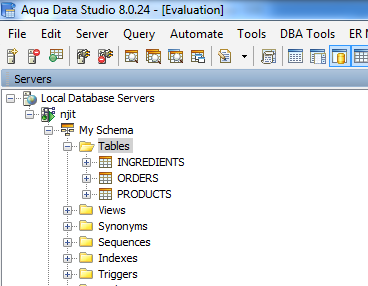 Aqua Data Studio 8.0.24 - [Evaluation]
File Edit Server Query Automate Tools DBA Tools ER
Servers
Local Database Servers
njit
My Schema
Tables
INGREDIENTS
ORDERS
PRODUCTS
Views
Synonyms
Sequences
Indexes
Triggers